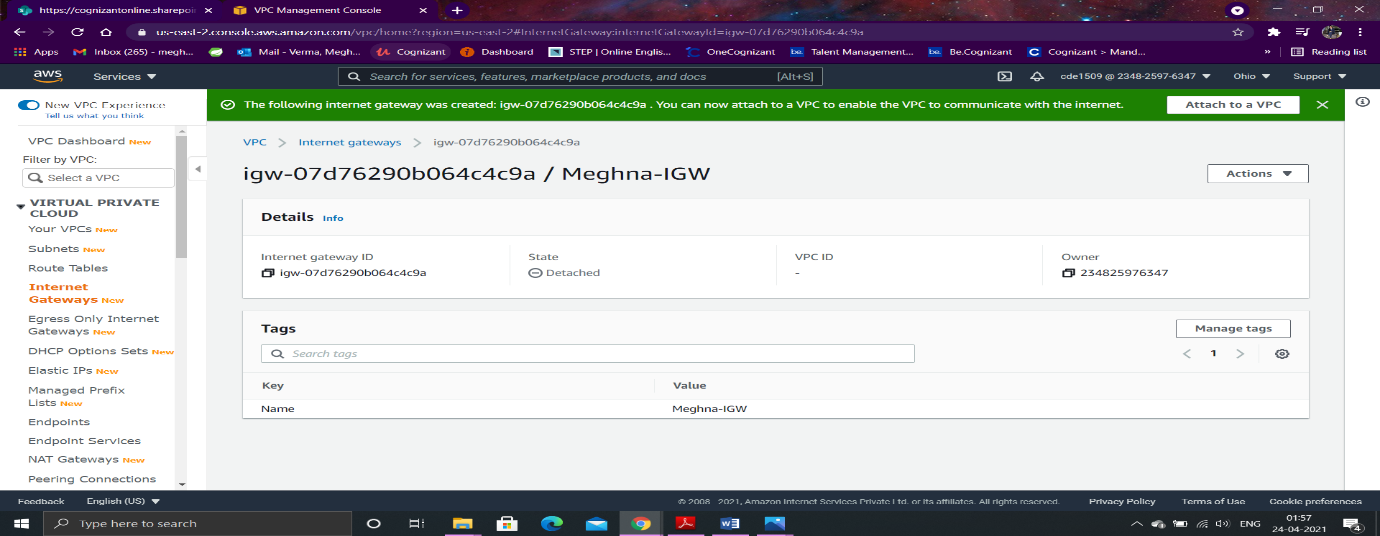 https://cognizantonline.sharepoi
VPC Management Console
us-east-2.console.aws.amazon.com/vpc/home?region=us-east-2#InternetGateway:internetGatewayId=igw-07d76290b064c4c9a
Apps
Inbox (265) - megh...
Mail - Verma, Megh...
Cognizant
Dashboard
STEP | Online Englis...
OneCognizant
Talent Management...
Be.Cognizant
Cognizant > Mand...
»
Reading list
aws
Services
Search for services, features, marketplace products, and docs [Alt+S]
cde1509 @ 2348-2597-6347
Ohio
Support
New VPC Experience
Tell us what you think
The following internet gateway was created: igw-07d76290b064c4c9a . You can now attach to a VPC to enable the VPC to communicate with the internet.
Attach to a VPC
VPC Dashboard New
Filter by VPC:
Select a VPC
VIRTUAL PRIVATE
CLOUD
Your VPCs New
Subnets New
Route Tables
Internet
Gateways New
Egress Only Internet
Gateways New
DHCP Options Sets New
Elastic IPs New
Managed Prefix
Lists New
Endpoints
Endpoint Services
NAT Gateways New
Peering Connections
VPC > Internet gateways > igw-07d76290b064c4c9a
igw-07d76290b064c4c9a / Meghna-IGW
Actions
Details Info
Internet gateway ID
igw-07d76290b064c4c9a
State
Detached
VPC ID
-
Owner
234825976347
Tags
Manage tags
Search tags
< 1 >
Key Value
Name Meghna-IGW
Feedback English (US)
© 2008 - 2021, Amazon Internet Services Private Ltd. or its affiliates. All rights reserved. Privacy Policy Terms of Use Cookie preferences
Type here to search
ENG
01:57
24-04-2021
4